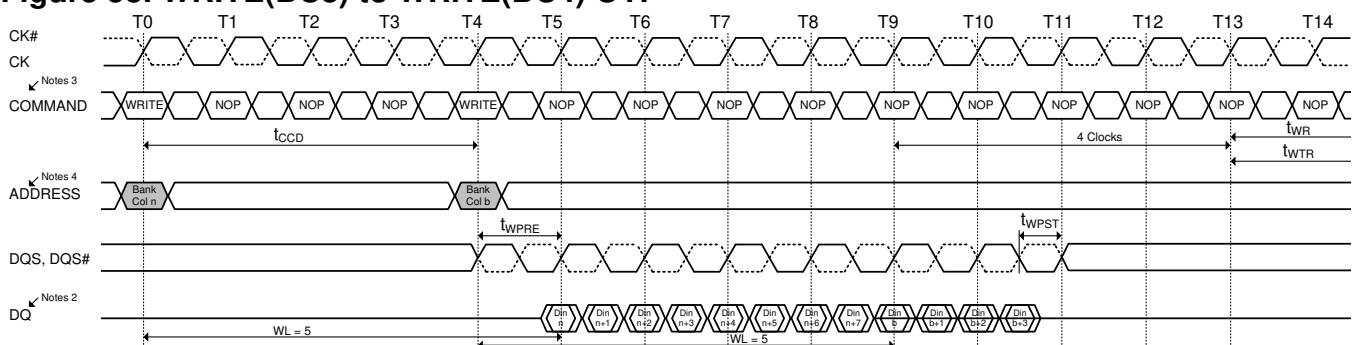 T0 T1 T2 T3 T4 T5 T6 T7 T8 T9 T10 T11 T12 T13 T14
CK#
CK
Notes 3
COMMAND WRITE NOP NOP NOP WRITE NOP NOP NOP NOP NOP NOP NOP NOP NOP NOP
tCCD 4 Clocks tWR
tWTR
Notes 4
ADDRESS Bank Col n Bank Col b
tWPRE tWPST
DQS, DQS#
Notes 2
DQ Din n Din n+1 Din n+2 Din n+3 Din n+4 Din n+5 Din n+6 Din n+7 Din b Din b+1 Din b+2 Din b+3
WL = 5 WL = 5